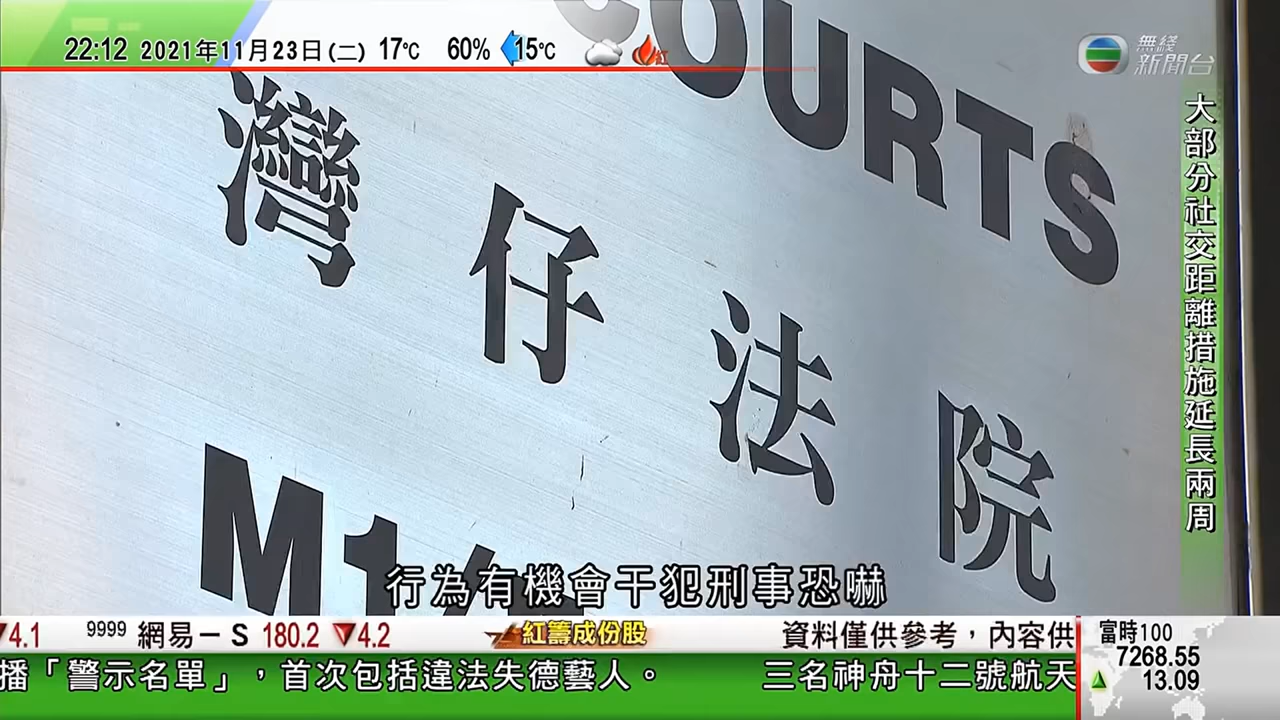 22:12 2021年11月23日(二) 17℃ 60% 15℃ 紅
無綫
新聞台
COURTS
灣仔法院
M1
大部分社交距離措施延長兩周
行為有機會干犯刑事恐嚇
4.1 9999 網易－S 180.2 ▼4.2 紅籌成份股 資料僅供參考，內容供
播「警示名單」，首次包括違法失德藝人。 三名神舟十二號航天
富時100
7268.55
▲ 13.09